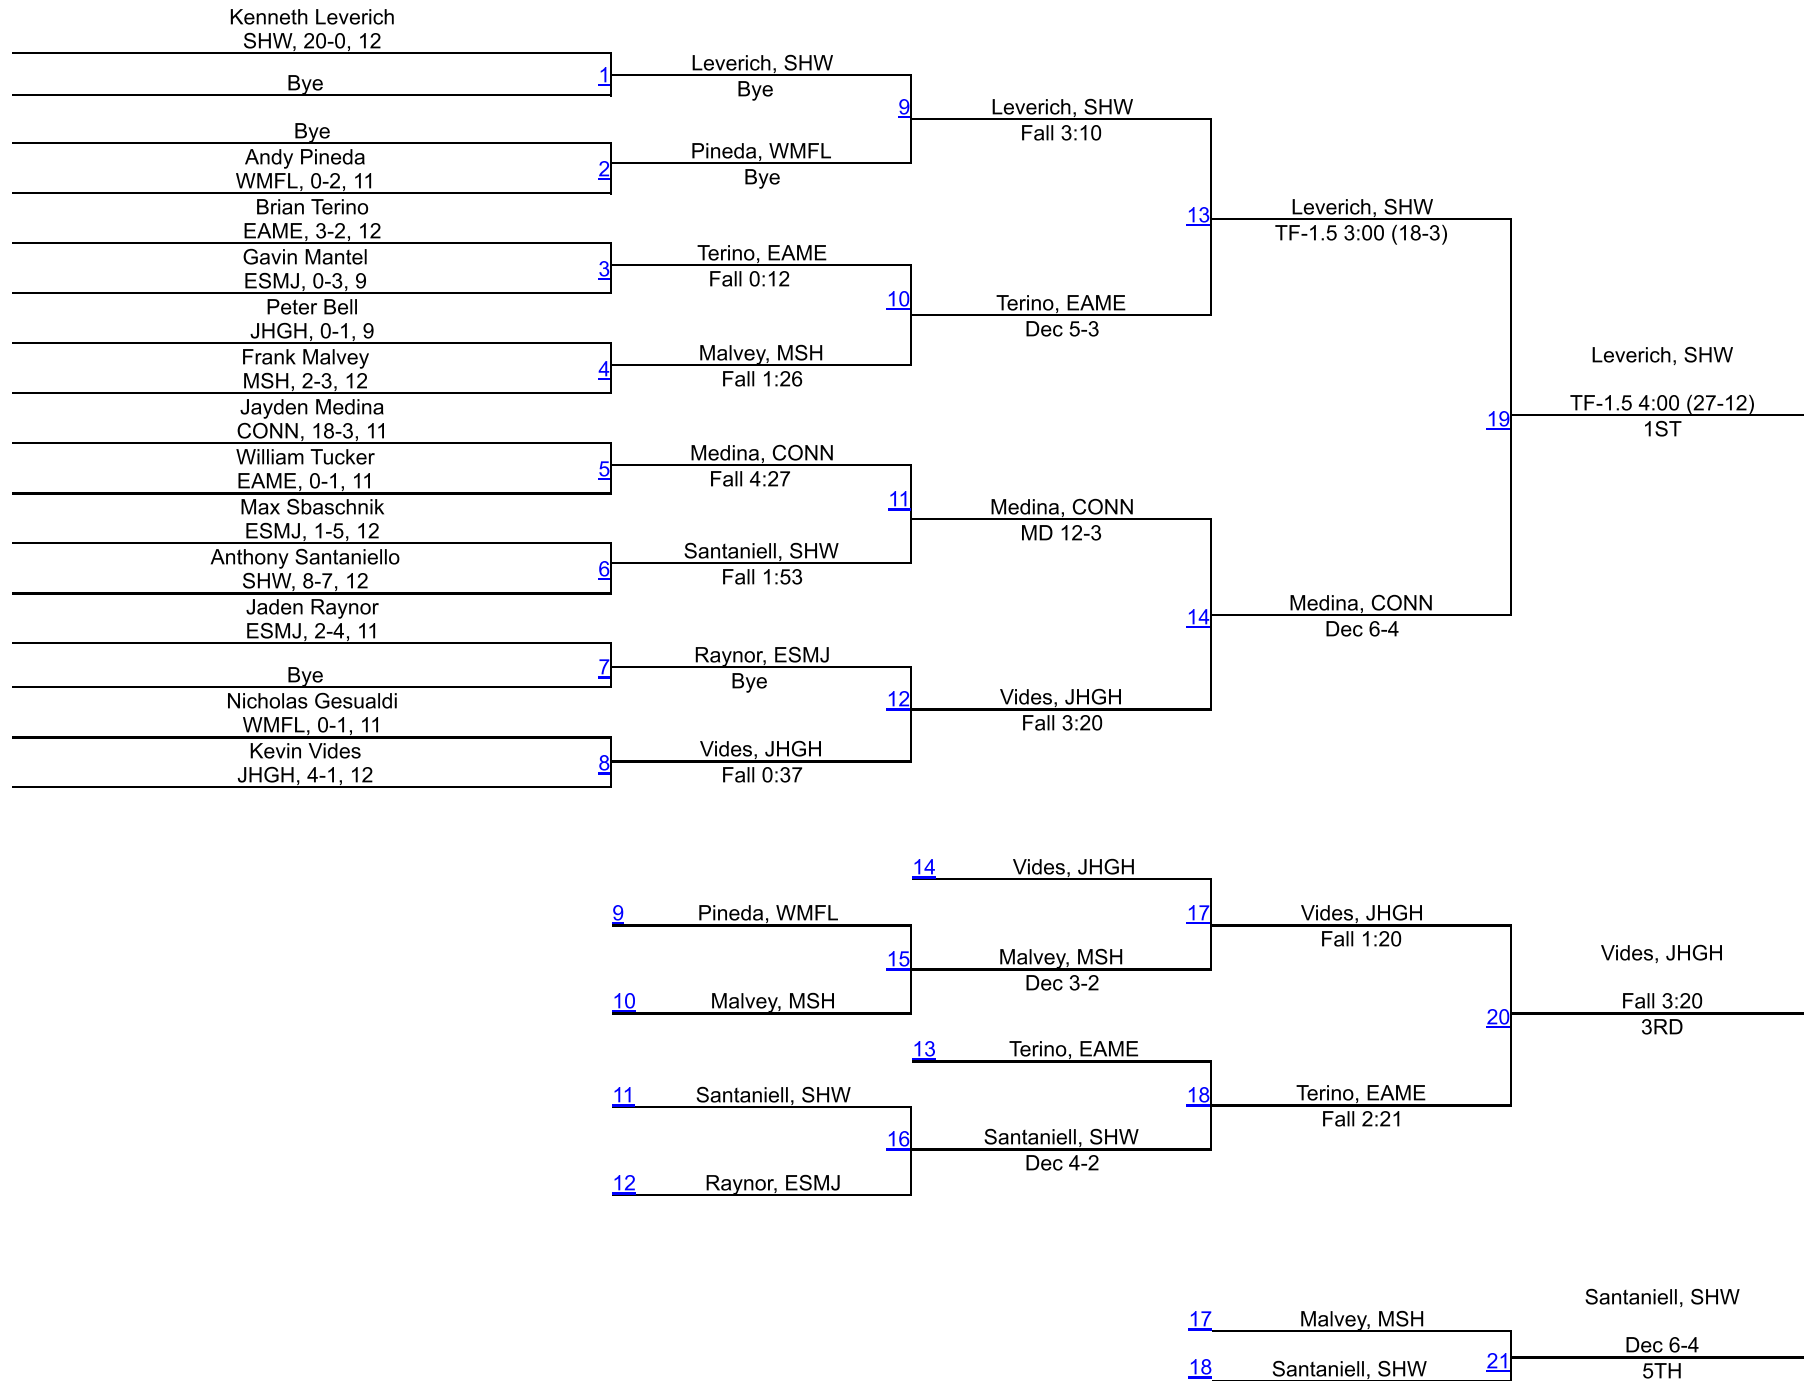 Kenneth Leverich
SHW, 20-0, 12
Bye
1
Bye
Andy Pineda
WMFL, 0-2, 11
2
Brian Terino
EAME, 3-2, 12
Gavin Mantel
ESMJ, 0-3, 9
3
Peter Bell
JHGH, 0-1, 9
Frank Malvey
MSH, 2-3, 12
4
Jayden Medina
CONN, 18-3, 11
William Tucker
EAME, 0-1, 11
5
Max Sbaschnik
ESMJ, 1-5, 12
Anthony Santaniello
SHW, 8-7, 12
6
Jaden Raynor
ESMJ, 2-4, 11
Bye
7
Nicholas Gesualdi
WMFL, 0-1, 11
Kevin Vides
JHGH, 4-1, 12
8
Leverich, SHW
Bye
9
Pineda, WMFL
Bye
Terino, EAME
Fall 0:12
10
Malvey, MSH
Fall 1:26
Medina, CONN
Fall 4:27
11
Santaniell, SHW
Fall 1:53
Raynor, ESMJ
Bye
12
Vides, JHGH
Fall 0:37
Leverich, SHW
Fall 3:10
13
Terino, EAME
Dec 5-3
Medina, CONN
MD 12-3
14
Vides, JHGH
Fall 3:20
Leverich, SHW
TF-1.5 3:00 (18-3)
19
Medina, CONN
Dec 6-4
Leverich, SHW
TF-1.5 4:00 (27-12)
1ST
14 Vides, JHGH
9 Pineda, WMFL
15
10 Malvey, MSH
17
Malvey, MSH
Dec 3-2
Vides, JHGH
Fall 1:20
13 Terino, EAME
11 Santaniell, SHW
16
12 Raynor, ESMJ
18
Santaniell, SHW
Dec 4-2
Terino, EAME
Fall 2:21
20
Vides, JHGH
Fall 3:20
3RD
17 Malvey, MSH
18 Santaniell, SHW
21
Santaniell, SHW
Dec 6-4
5TH